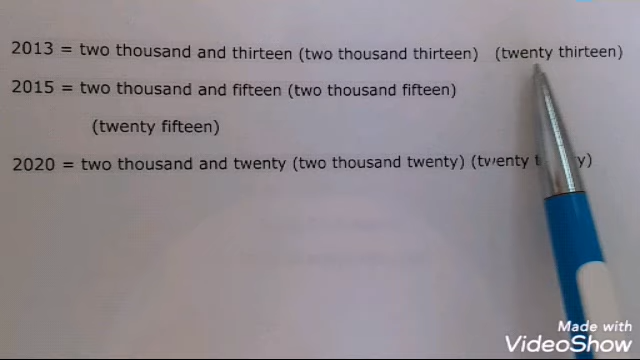 2013 = two thousand and thirteen (two thousand thirteen) (twenty thirteen)
2015 = two thousand and fifteen (two thousand fifteen)
(twenty fifteen)
2020 = two thousand and twenty (two thousand twenty) (twenty
Made with
VideoShow